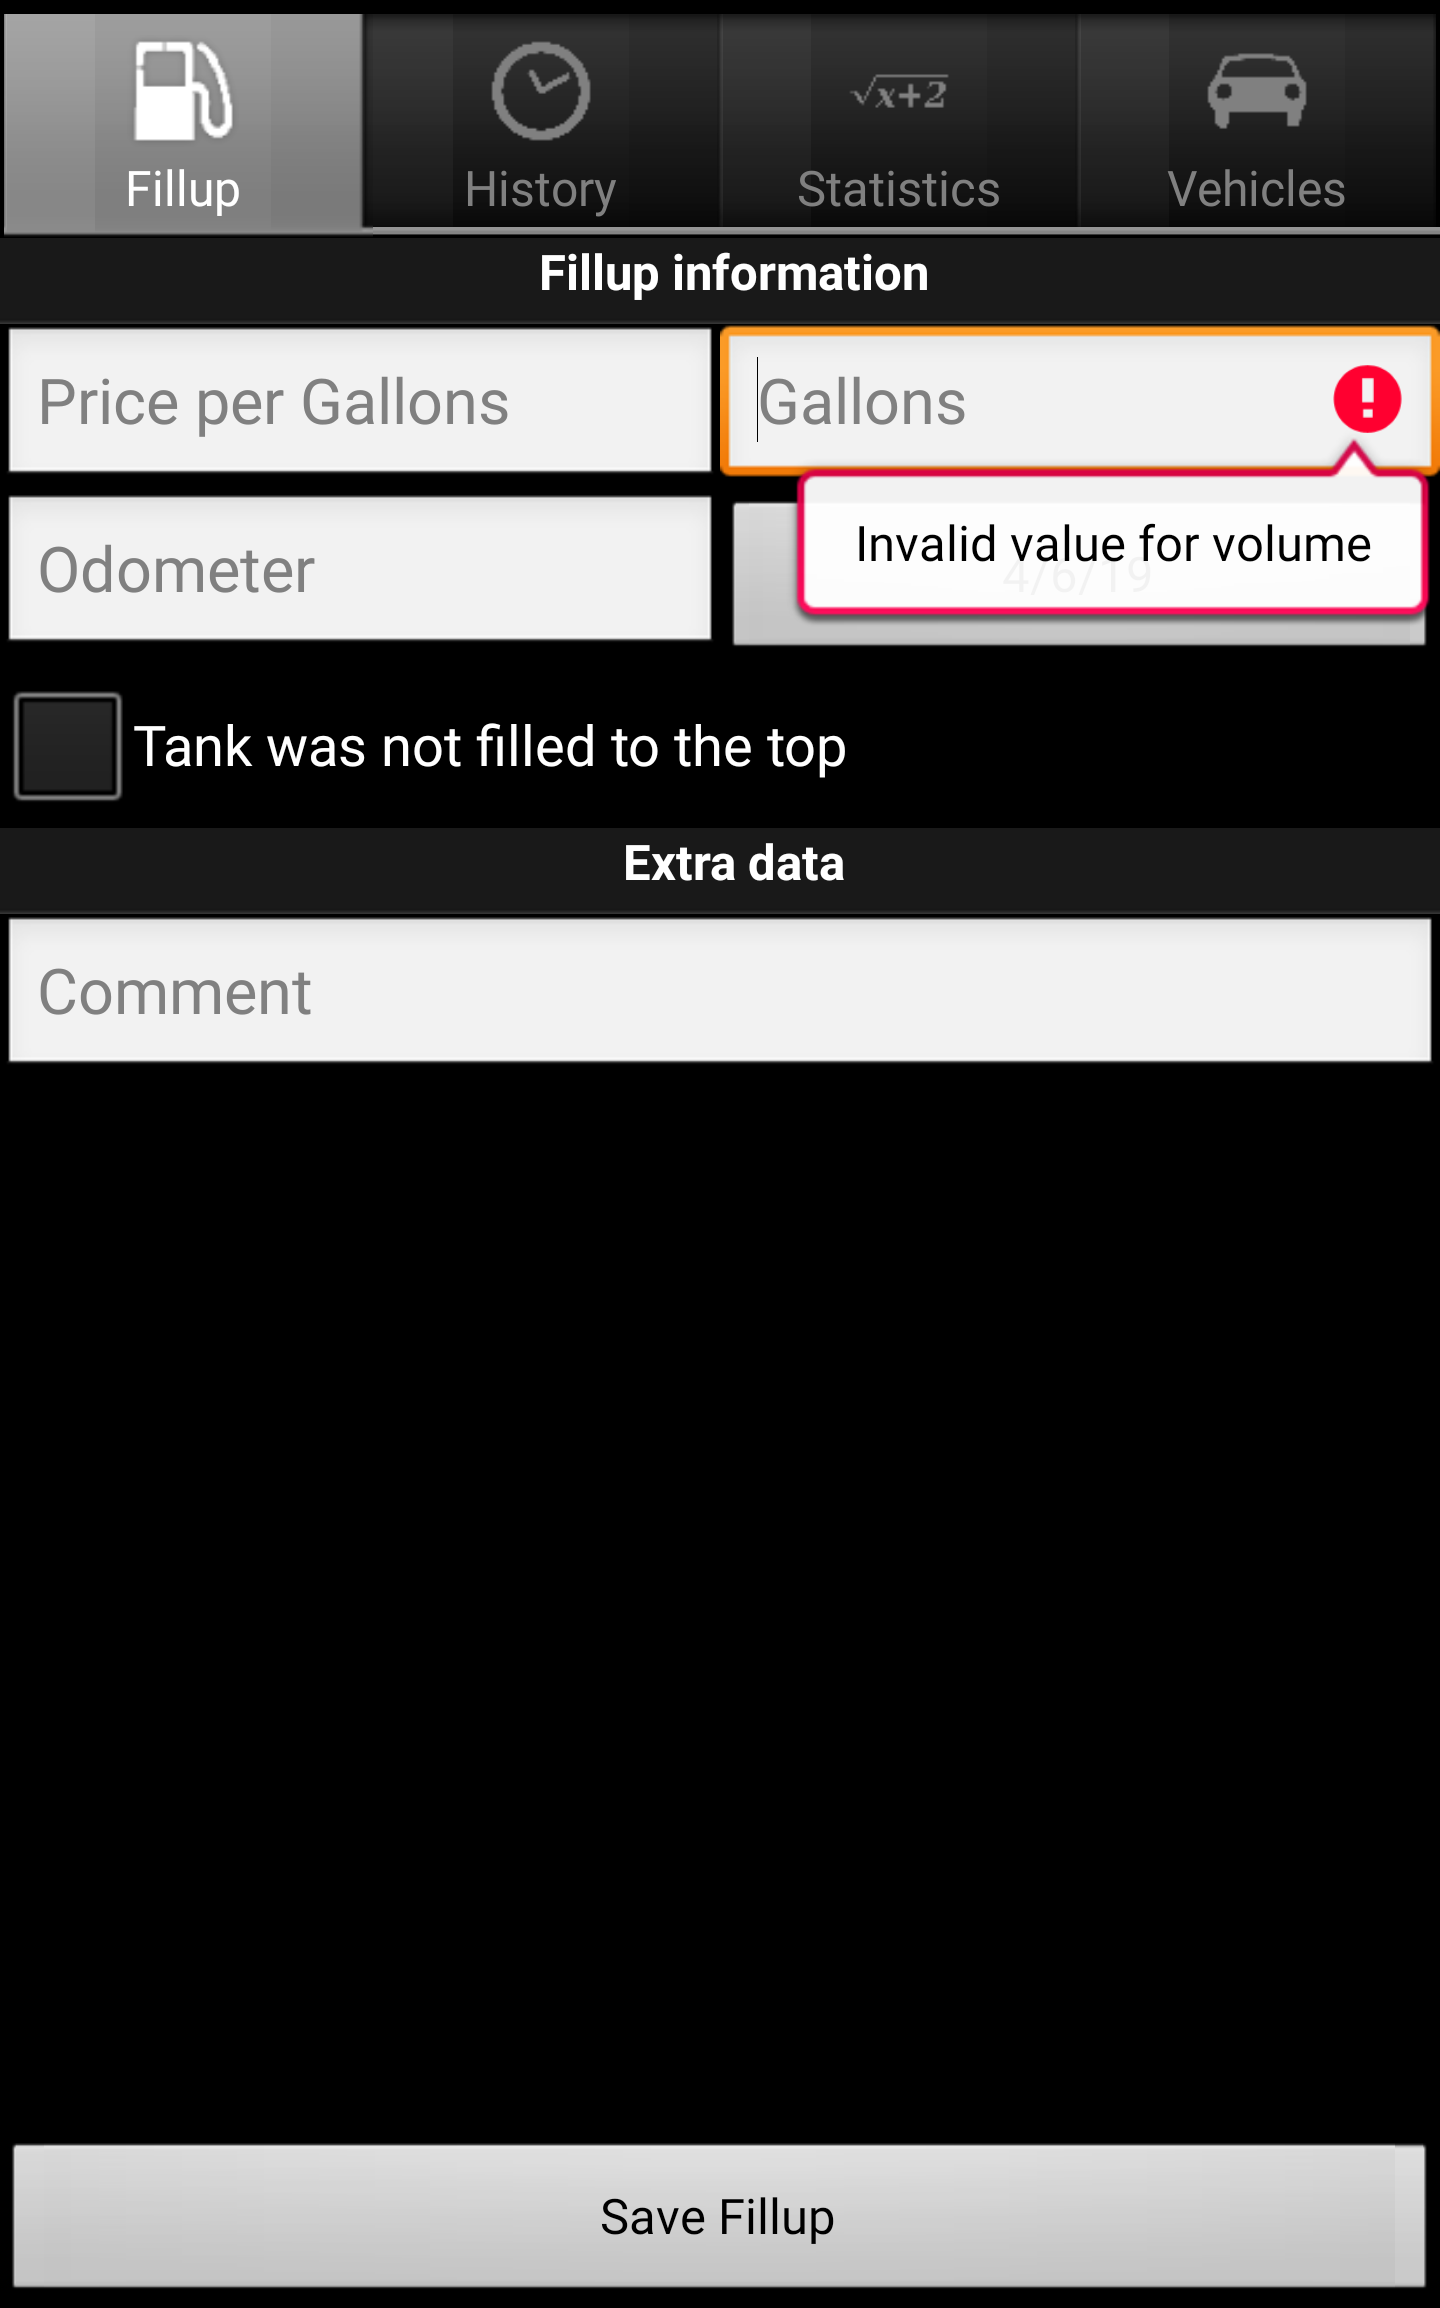 Fillup
History
√x+2
Statistics
Vehicles
Fillup information
Price per Gallons
Gallons
Invalid value for volume
Odometer
4/6/19
Tank was not filled to the top
Extra data
Comment
Save Fillup